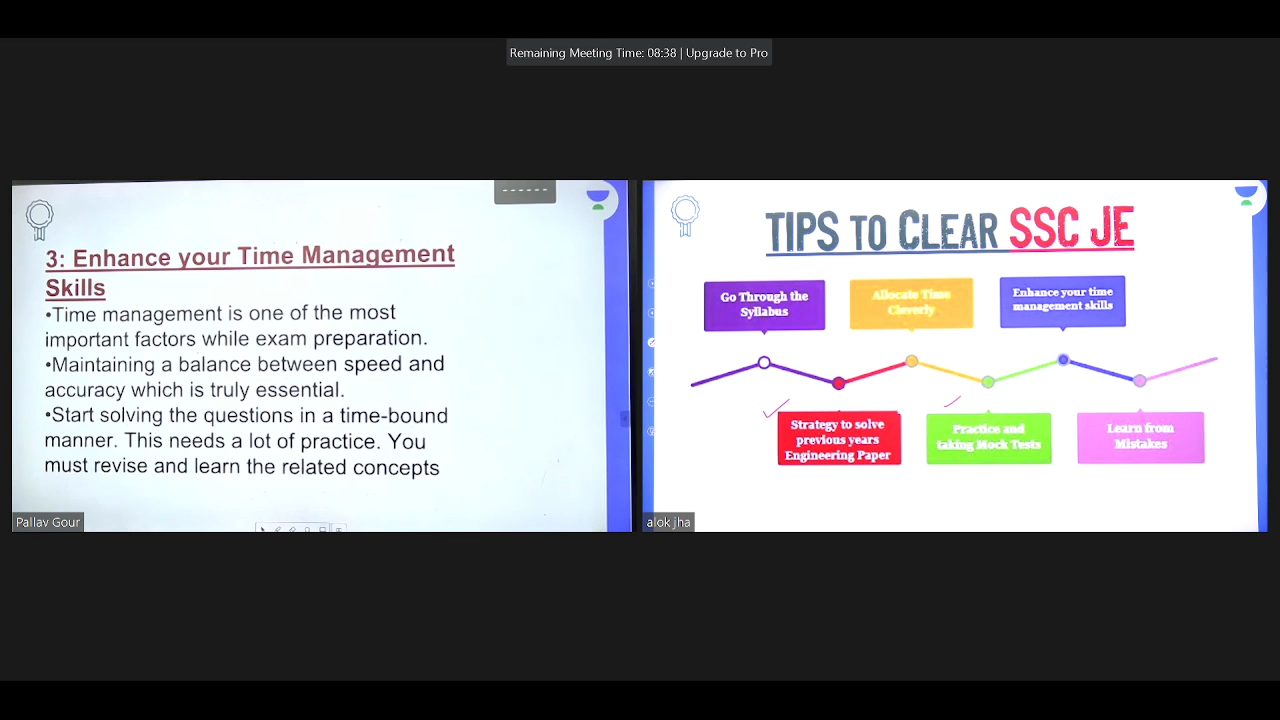 Remaining Meeting Time: 08:38 | Upgrade to Pro
3: Enhance your Time Management
Skills
•Time management is one of the most
important factors while exam preparation.
•Maintaining a balance between speed and
accuracy which is truly essential.
•Start solving the questions in a time-bound
manner. This needs a lot of practice. You
must revise and learn the related concepts
Pallav Gour
TIPS TO CLEAR SSC JE
Go Through the
Syllabus
Allocate Time
Cleverly
Enhance your time
management skills
Strategy to solve
previous years
Engineering Paper
Practice and
taking Mock Tests
Learn from
Mistakes
alok jha